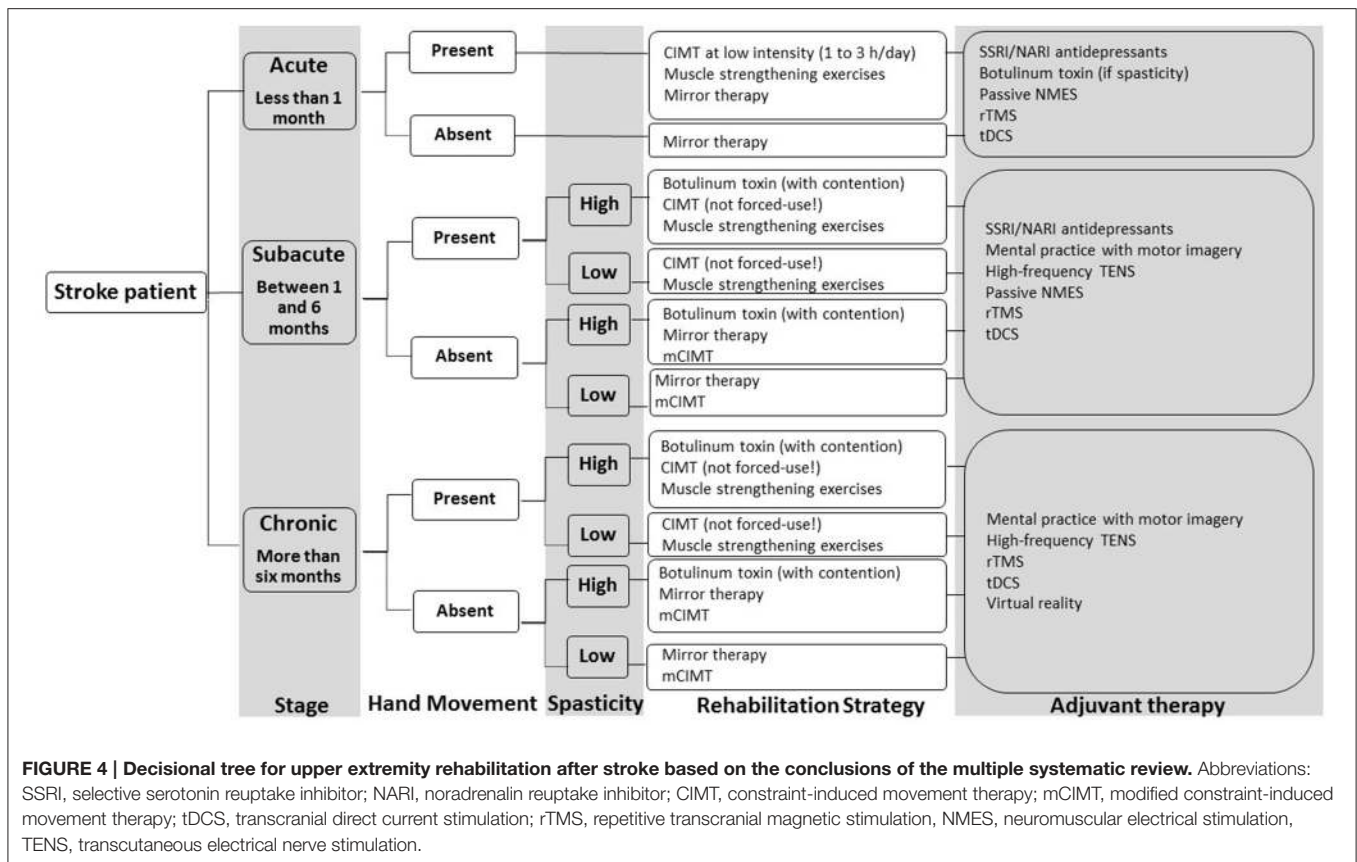 Stroke patient
Acute
Less than 1
month
Present
CIMT at low intensity (1 to 3 h/day)
Muscle strengthening exercises
Mirror therapy
Absent
Mirror therapy
SSRI/NARI antidepressants
Botulinum toxin (if spasticity)
Passive NMES
rTMS
tDCS
Subacute
Between 1
and 6
months
Present
High
Botulinum toxin (with contention)
CIMT (not forced-use!)
Muscle strengthening exercises
Low
CIMT (not forced-use!)
Muscle strengthening exercises
Absent
High
Botulinum toxin (with contention)
Mirror therapy
mCIMT
Low
Mirror therapy
mCIMT
SSRI/NARI antidepressants
Mental practice with motor imagery
High-frequency TENS
Passive NMES
rTMS
tDCS
Chronic
More than
six months
Present
High
Botulinum toxin (with contention)
CIMT (not forced-use!)
Muscle strengthening exercises
Low
CIMT (not forced-use!)
Muscle strengthening exercises
Absent
High
Botulinum toxin (with contention)
Mirror therapy
mCIMT
Low
Mirror therapy
mCIMT
Mental practice with motor imagery
High-frequency TENS
rTMS
tDCS
Virtual reality
Stage
Hand Movement
Spasticity
Rehabilitation Strategy
Adjuvant therapy
FIGURE 4 | Decisional tree for upper extremity rehabilitation after stroke based on the conclusions of the multiple systematic review. Abbreviations:
SSRI, selective serotonin reuptake inhibitor; NARI, noradrenalin reuptake inhibitor; CIMT, constraint-induced movement therapy; mCIMT, modified constraint-induced
movement therapy; tDCS, transcranial direct current stimulation; rTMS, repetitive transcranial magnetic stimulation, NMES, neuromuscular electrical stimulation,
TENS, transcutaneous electrical nerve stimulation.